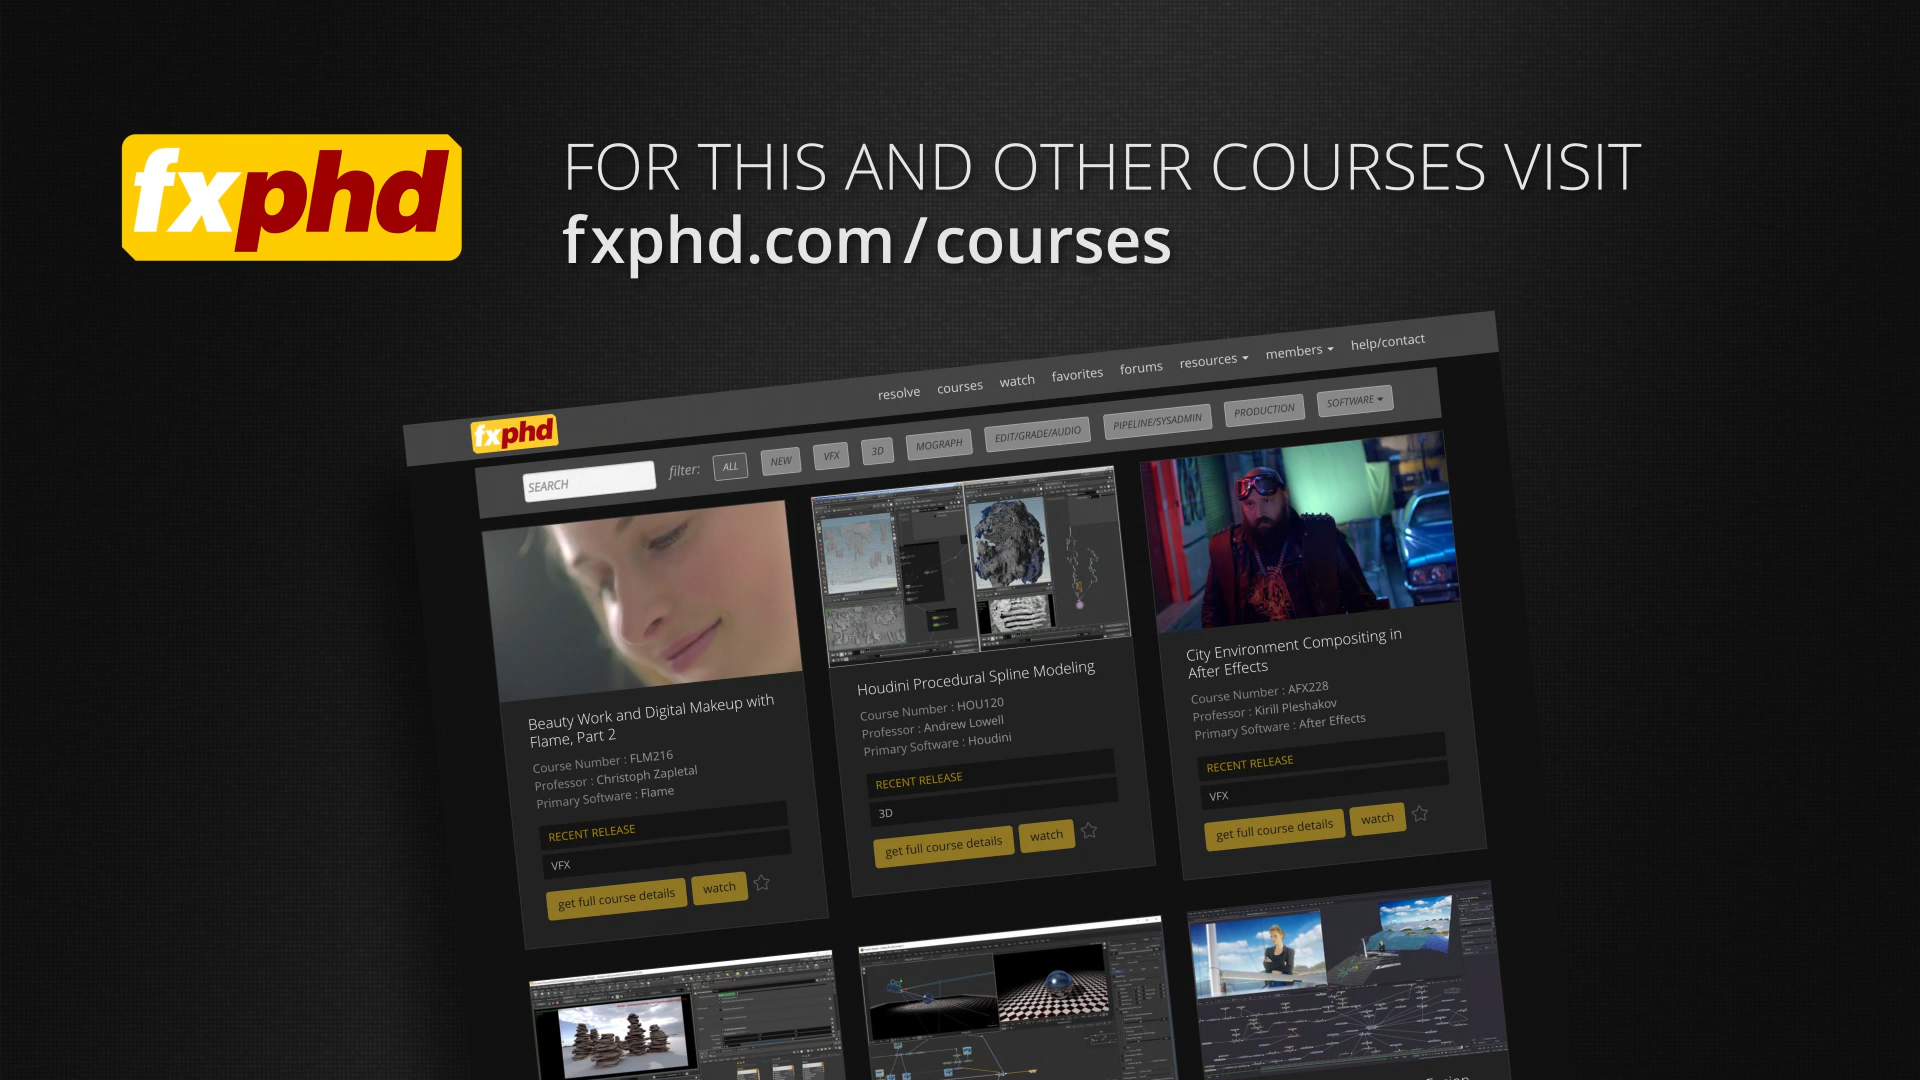 fxphd
FOR THIS AND OTHER COURSES VISIT
fxphd.com/courses
resolve courses watch favorites forums resources members help/contact
fxphd
SEARCH filter: ALL NEW VFX 3D MOGRAPH EDIT/GRADE/AUDIO PIPELINE/SYSADMIN PRODUCTION SOFTWARE
Beauty Work and Digital Makeup with
Flame, Part 2
Course Number : FLM216
Professor : Christoph Zapletal
Primary Software : Flame
RECENT RELEASE
VFX
get full course details watch
Houdini Procedural Spline Modeling
Course Number : HOU120
Professor : Andrew Lowell
Primary Software : Houdini
RECENT RELEASE
3D
get full course details watch
City Environment Compositing in
After Effects
Course Number : AFX228
Professor : Kirill Pleshakov
Primary Software : After Effects
RECENT RELEASE
VFX
get full course details watch